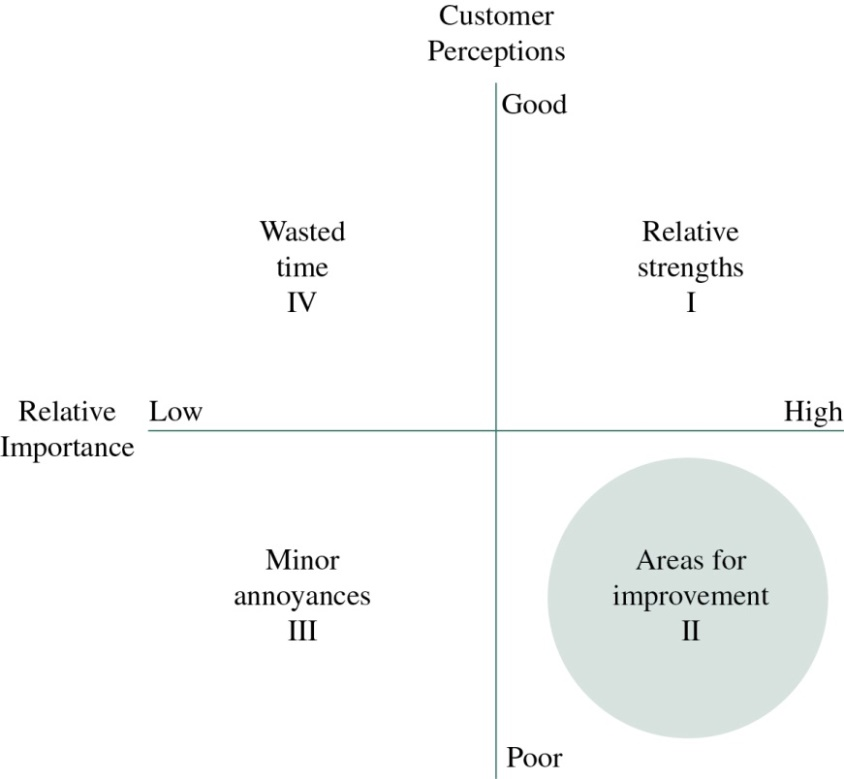 Customer
Perceptions
Good
Wasted
time
IV
Relative
strengths
I
Relative
Importance
Low
High
Minor
annoyances
III
Areas for
improvement
II
Poor